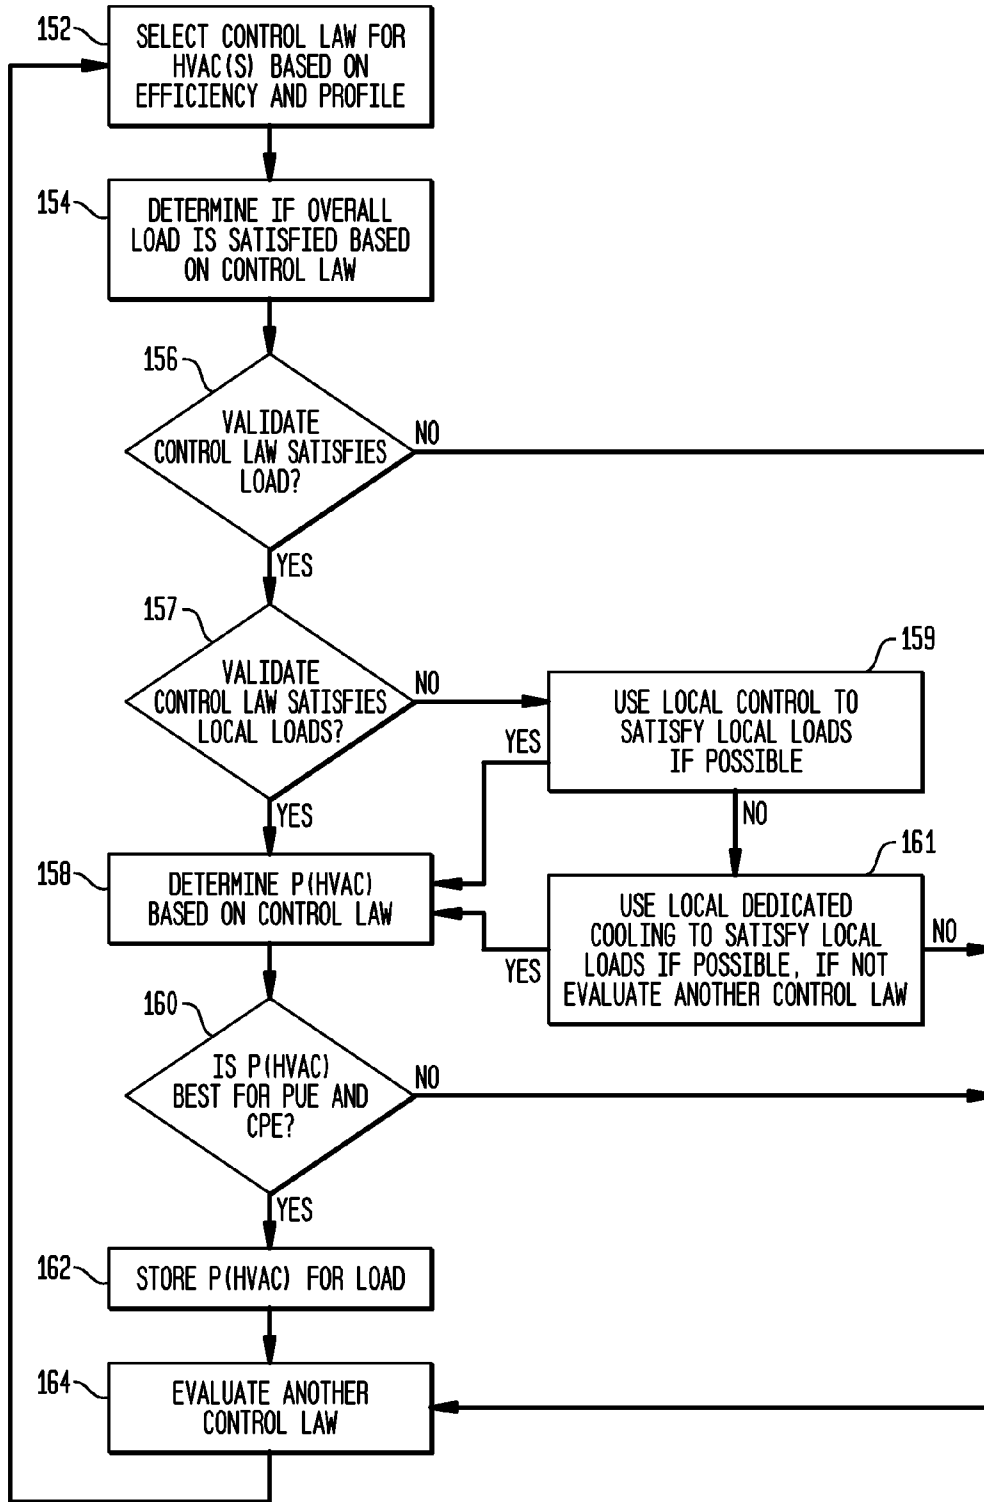 152
SELECT CONTROL LAW FOR
HVAC(S) BASED ON
EFFICIENCY AND PROFILE
154
DETERMINE IF OVERALL
LOAD IS SATISFIED BASED
ON CONTROL LAW
156
VALIDATE
CONTROL LAW SATISFIES
LOAD?
NO
YES
157
VALIDATE
CONTROL LAW SATISFIES
LOCAL LOADS?
NO
YES
159
USE LOCAL CONTROL TO
SATISFY LOCAL LOADS
IF POSSIBLE
YES
NO
161
USE LOCAL DEDICATED
COOLING TO SATISFY LOCAL
LOADS IF POSSIBLE, IF NOT
EVALUATE ANOTHER CONTROL LAW
YES
NO
158
DETERMINE P(HVAC)
BASED ON CONTROL LAW
160
IS P(HVAC)
BEST FOR PUE AND
CPE?
NO
YES
162
STORE P(HVAC) FOR LOAD
164
EVALUATE ANOTHER
CONTROL LAW